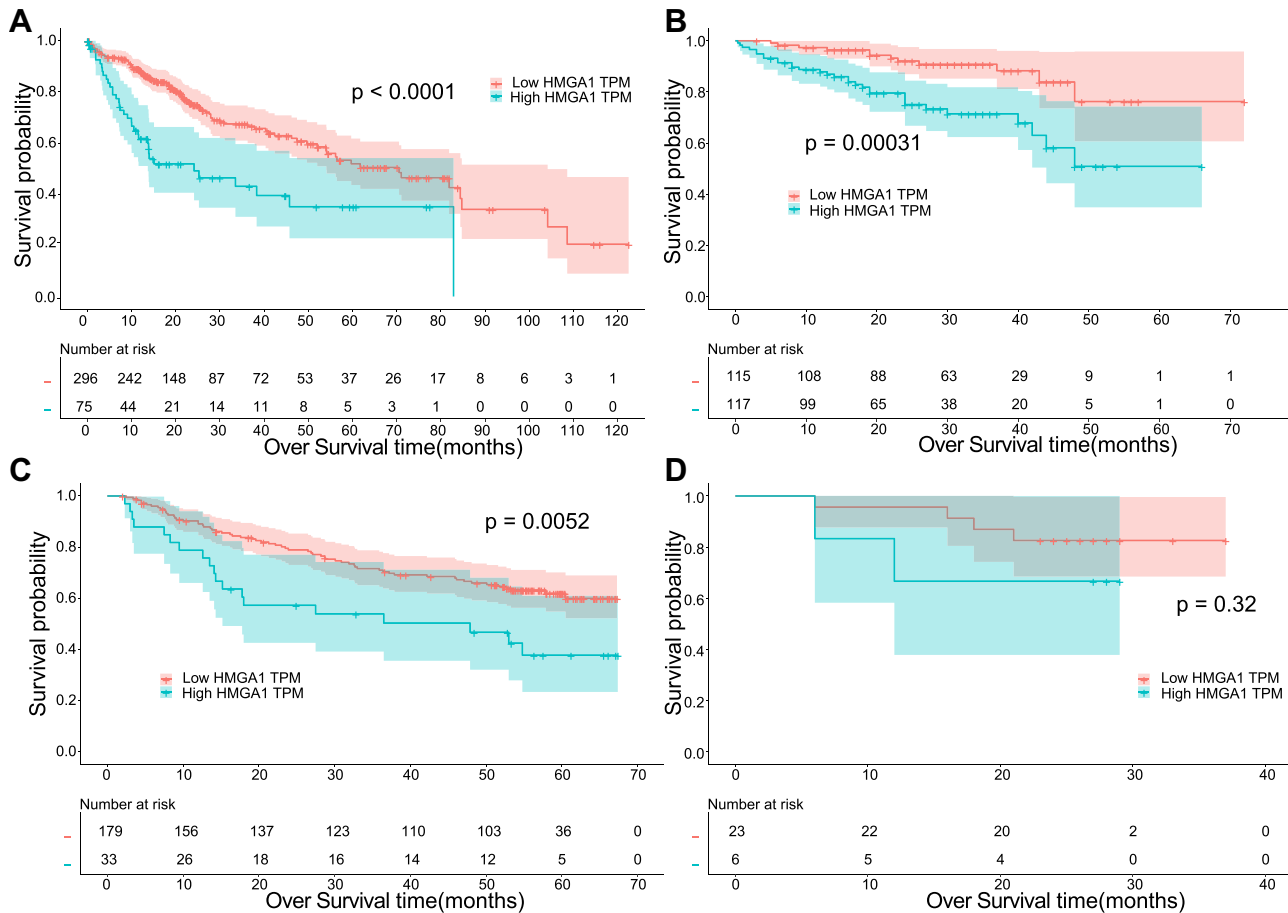 A
Survival probability
1.0
0.8
0.6
0.4
0.2
0.0
p < 0.0001
Low HMGA1 TPM
High HMGA1 TPM
0 10 20 30 40 50 60 70 80 90 100 110 120
Number at risk
296 242 148 87 72 53 37 26 17 8 6 3 1
75 44 21 14 11 8 5 3 1 0 0 0 0
0 10 20 30 40 50 60 70 80 90 100 110 120
Over Survival time(months)
B
Survival probability
1.0
0.8
0.6
0.4
0.2
0.0
p = 0.00031
Low HMGA1 TPM
High HMGA1 TPM
0 10 20 30 40 50 60 70
Number at risk
115 108 88 63 29 9 1 1
117 99 65 38 20 5 1 0
0 10 20 30 40 50 60 70
Over Survival time(months)
C
Survival probability
1.0
0.8
0.6
0.4
0.2
0.0
p = 0.0052
Low HMGA1 TPM
High HMGA1 TPM
0 10 20 30 40 50 60 70
Number at risk
179 156 137 123 110 103 36 0
33 26 18 16 14 12 5 0
0 10 20 30 40 50 60 70
Over Survival time(months)
D
Survival probability
1.0
0.8
0.6
0.4
0.2
0.0
p = 0.32
Low HMGA1 TPM
High HMGA1 TPM
0 10 20 30 40
Number at risk
23 22 20 2 0
6 5 4 0 0
0 10 20 30 40
Over Survival time(months)